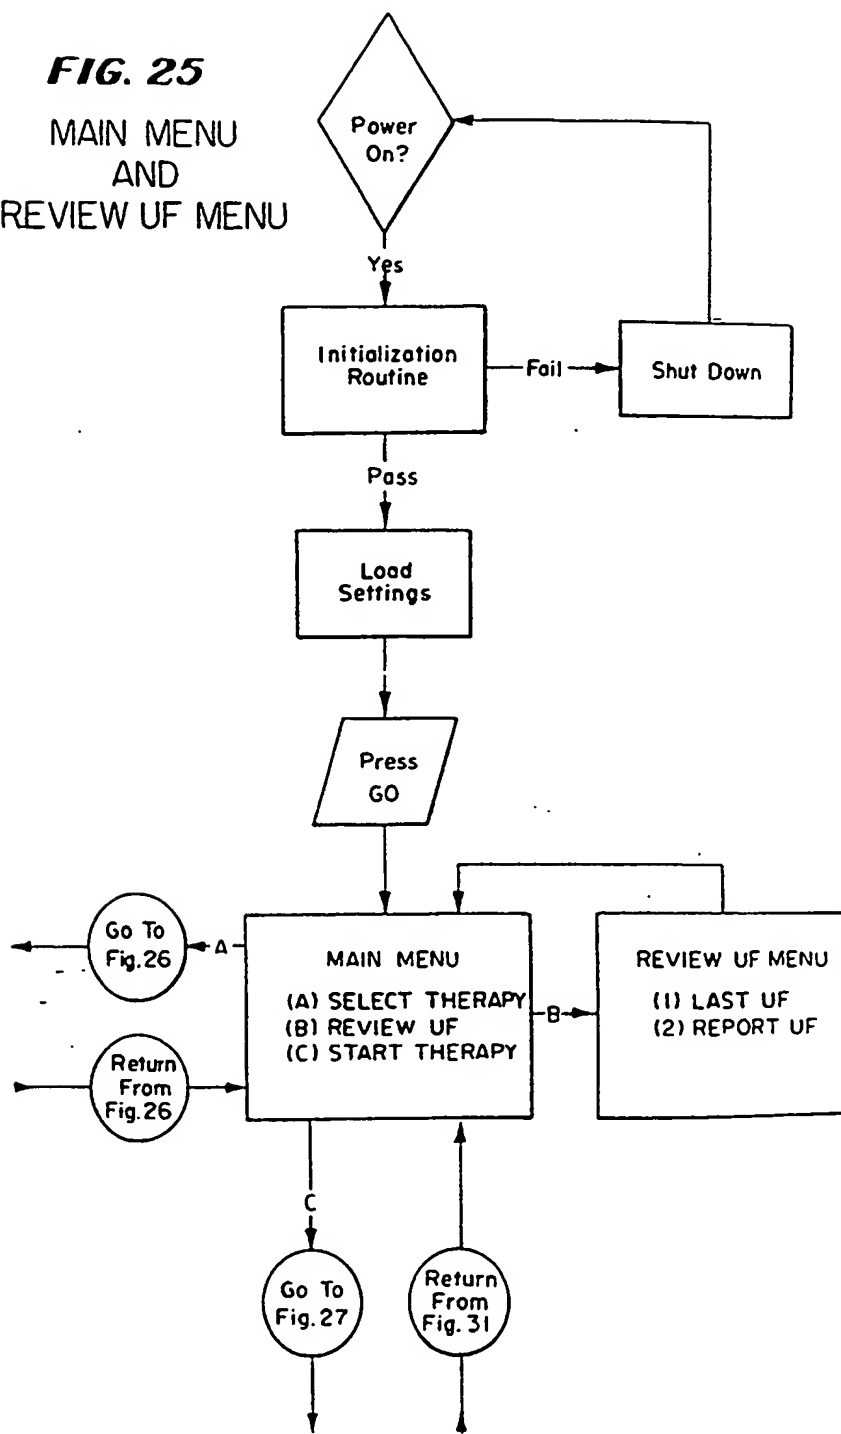 FIG. 25
MAIN MENU
AND
REVIEW UF MENU
Power
On?
Yes
Initialization
Routine
Fail
Shut Down
Pass
Load
Settings
Press
GO
Go To
Fig. 26
A
MAIN MENU
(A) SELECT THERAPY
(B) REVIEW UF
(C) START THERAPY
B
REVIEW UF MENU
(1) LAST UF
(2) REPORT UF
Return
From
Fig. 26
C
Go To
Fig. 27
Return
From
Fig. 31